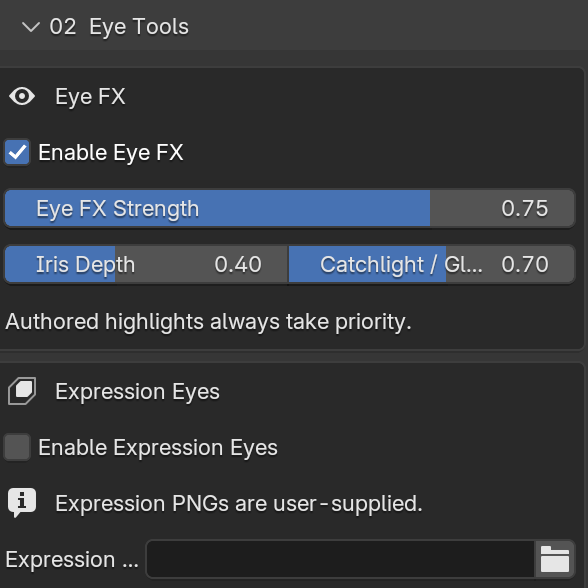 02 Eye Tools
Eye FX
Enable Eye FX
Eye FX Strength 0.75
Iris Depth 0.40 Catchlight / Gl... 0.70
Authored highlights always take priority.
Expression Eyes
Enable Expression Eyes
Expression PNGs are user-supplied.
Expression ...